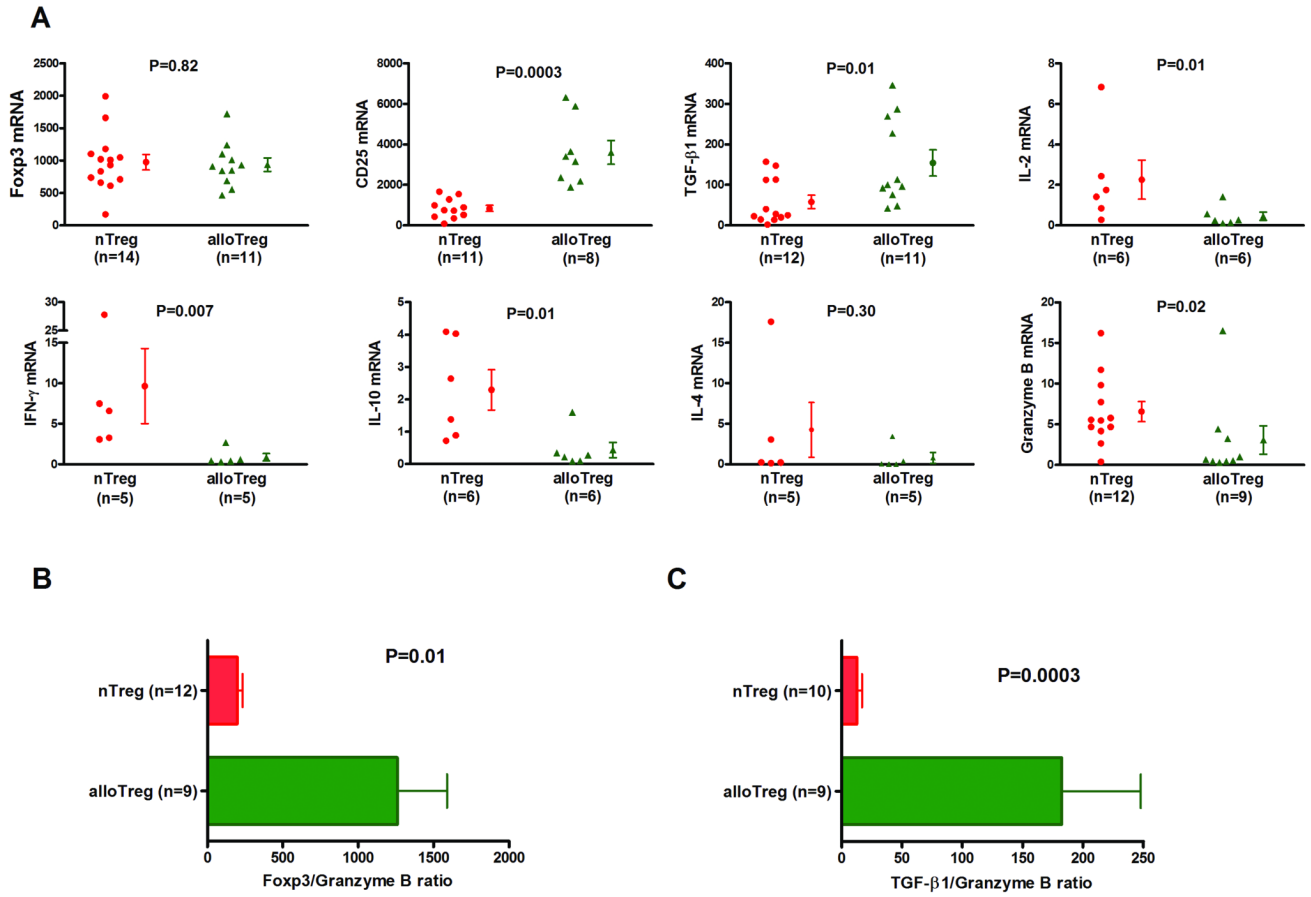 A
P=0.82
Foxp3 mRNA
2500
2000
1500
1000
500
0
nTreg
(n=14)
alloTreg
(n=11)
P=0.0003
CD25 mRNA
8000
6000
4000
2000
0
nTreg
(n=11)
alloTreg
(n=8)
P=0.01
TGF-β1 mRNA
400
300
200
100
0
nTreg
(n=12)
alloTreg
(n=11)
P=0.01
IL-2 mRNA
8
6
4
2
0
nTreg
(n=6)
alloTreg
(n=6)
P=0.007
IFN-γ mRNA
30
25
15
10
5
0
nTreg
(n=5)
alloTreg
(n=5)
P=0.01
IL-10 mRNA
5
4
3
2
1
0
nTreg
(n=6)
alloTreg
(n=6)
P=0.30
IL-4 mRNA
20
15
10
5
0
nTreg
(n=5)
alloTreg
(n=5)
P=0.02
Granzyme B mRNA
20
15
10
5
0
nTreg
(n=12)
alloTreg
(n=9)
B
P=0.01
nTreg (n=12)
alloTreg (n=9)
0 500 1000 1500 2000
Foxp3/Granzyme B ratio
C
P=0.0003
nTreg (n=10)
alloTreg (n=9)
0 50 100 150 200 250
TGF-β1/Granzyme B ratio